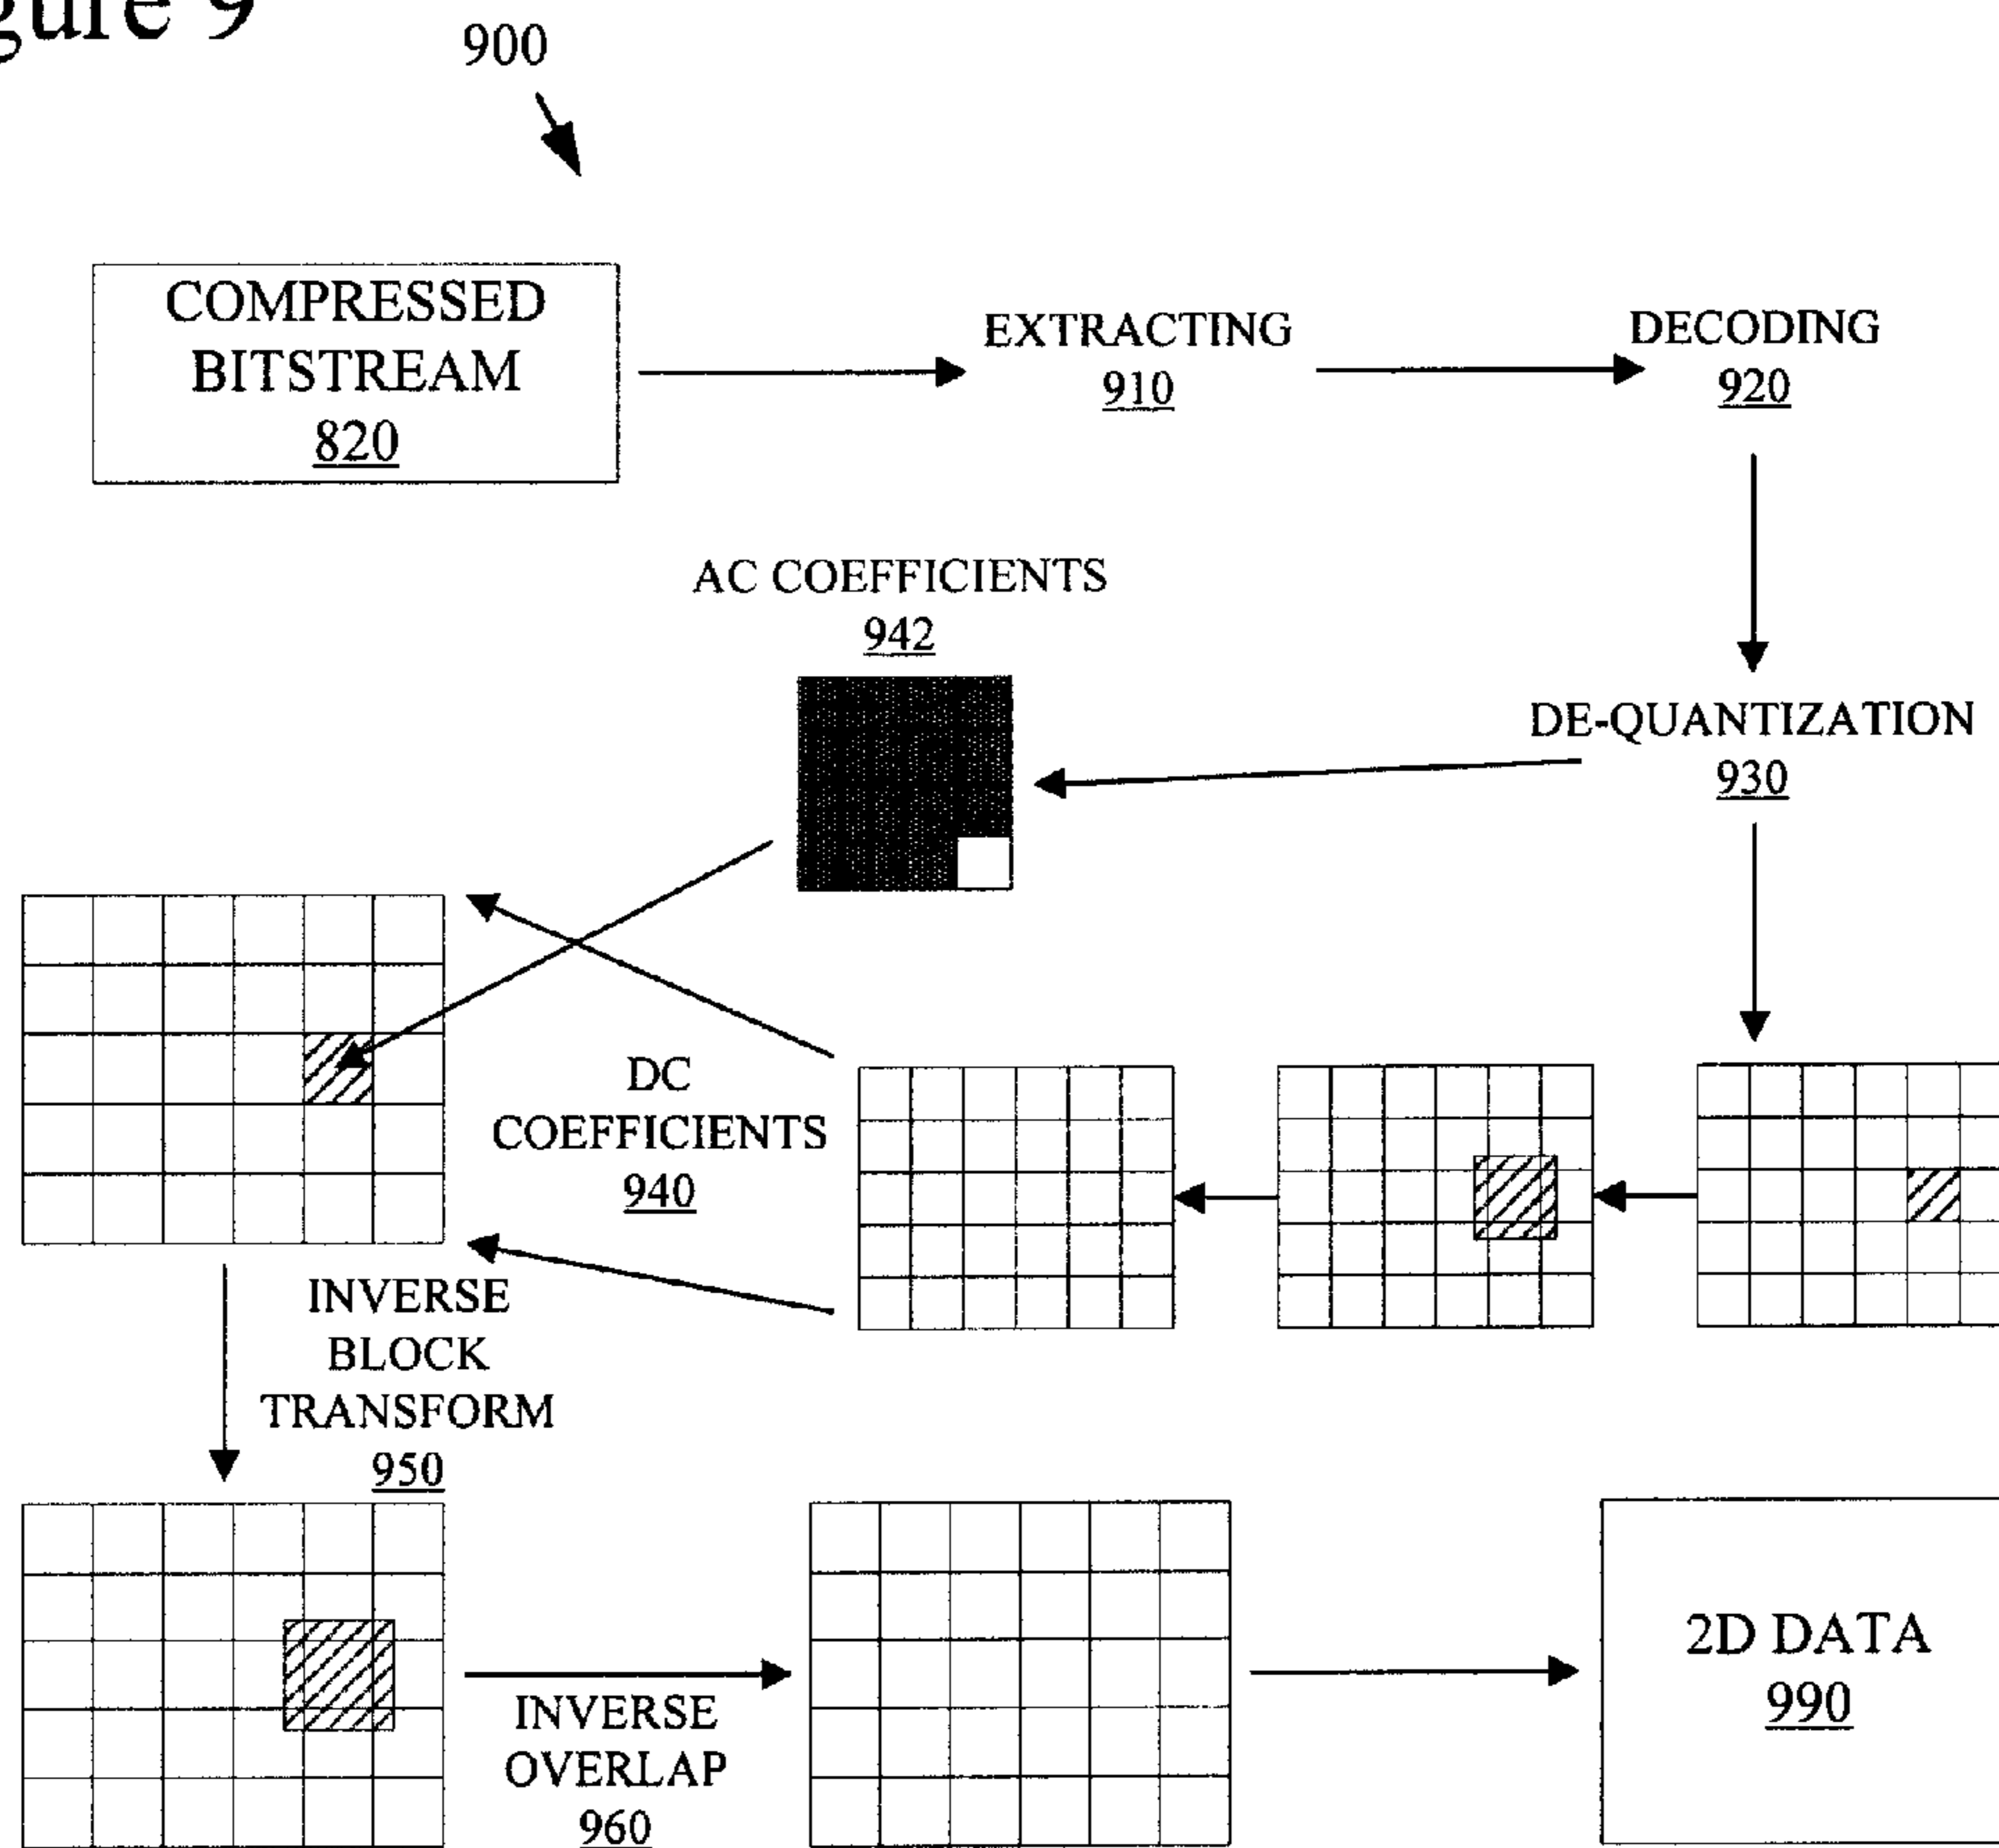 gure 9
900
COMPRESSED
BITSTREAM
820
EXTRACTING
910
DECODING
920
AC COEFFICIENTS
942
DE-QUANTIZATION
930
DC
COEFFICIENTS
940
INVERSE
BLOCK
TRANSFORM
950
INVERSE
OVERLAP
960
2D DATA
990